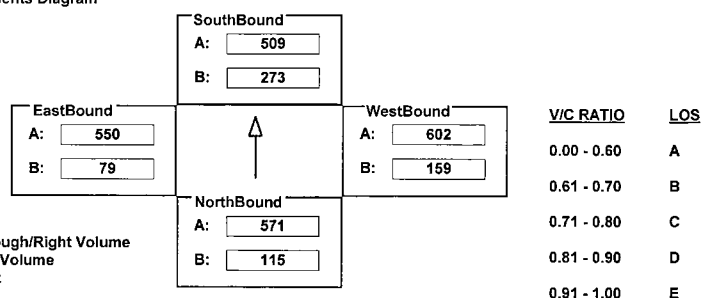 Diagram
SouthBound
A: 509
B: 273
EastBound
A: 550
B: 79
WestBound
A: 602
B: 159
NorthBound
A: 571
B: 115
V/C RATIO LOS
0.00 - 0.60 A
0.61 - 0.70 B
0.71 - 0.80 C
0.81 - 0.90 D
0.91 - 1.00 E
ough/Right Volume
Volume